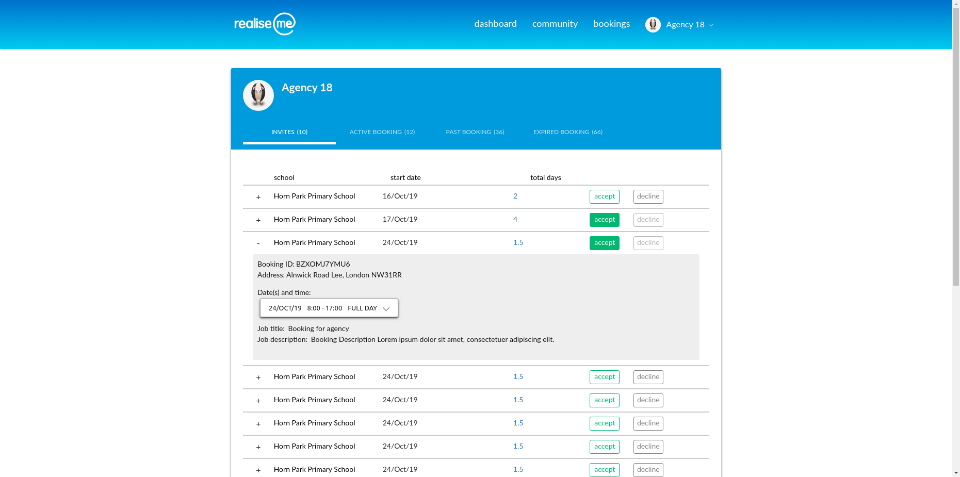 realise me dashboard community bookings Agency 18
Agency 18
INVITES (10) ACTIVE BOOKING (12) PAST BOOKING (36) EXPIRED BOOKING (66)
school start date total days
+ Horn Park Primary School 16/Oct/19 2 accept decline
+ Horn Park Primary School 17/Oct/19 4 accept decline
- Horn Park Primary School 24/Oct/19 1.5 accept decline
Booking ID: BZXOMJ7YMU6
Address: Alnwick Road Lee, London NW31RR
Date(s) and time:
24/OCT/19 8:00 - 17:00 FULL DAY
Job title: Booking for agency
Job description: Booking Description Lorem ipsum dolor sit amet, consectetuer adipiscing elit.
+ Horn Park Primary School 24/Oct/19 1.5 accept decline
+ Horn Park Primary School 24/Oct/19 1.5 accept decline
+ Horn Park Primary School 24/Oct/19 1.5 accept decline
+ Horn Park Primary School 24/Oct/19 1.5 accept decline
+ Horn Park Primary School 24/Oct/19 1.5 accept decline